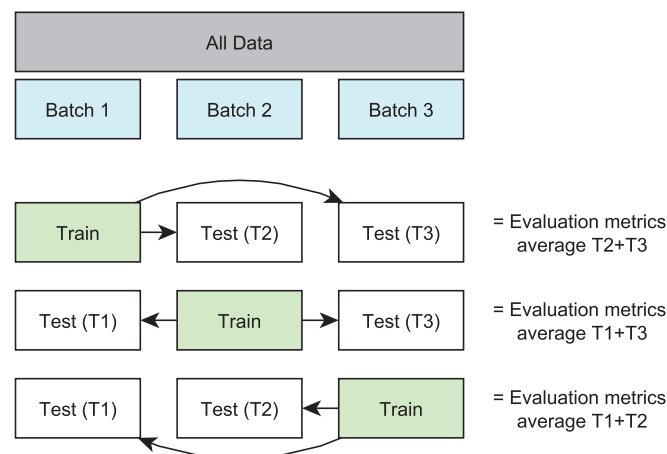 All Data
Batch 1
Batch 2
Batch 3
Train
Test (T2)
Test (T3)
= Evaluation metrics
average T2+T3
Test (T1)
Train
Test (T3)
= Evaluation metrics
average T1+T3
Test (T1)
Test (T2)
Train
= Evaluation metrics
average T1+T2